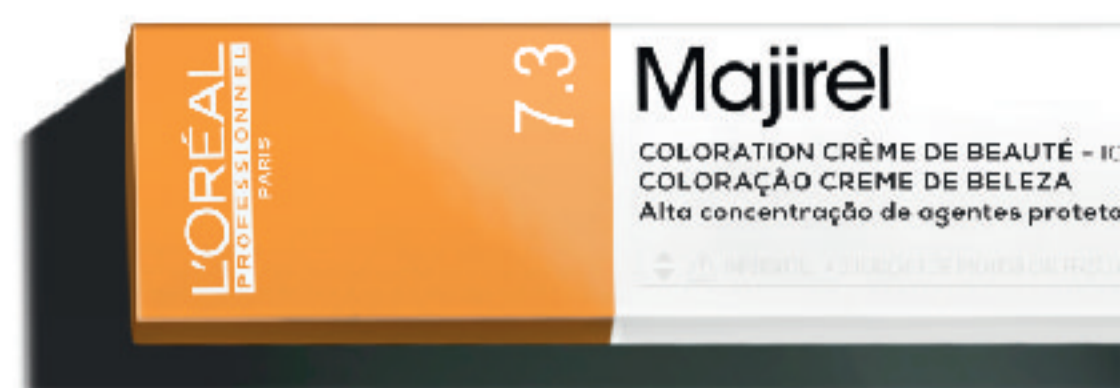 L'ORÉAL
PROFESSIONNEL
PARIS
7.3
Majirel
COLORATION CRÈME DE BEAUTÉ -
COLORAÇÃO CREME DE BELEZA
Alta concentração de agentes